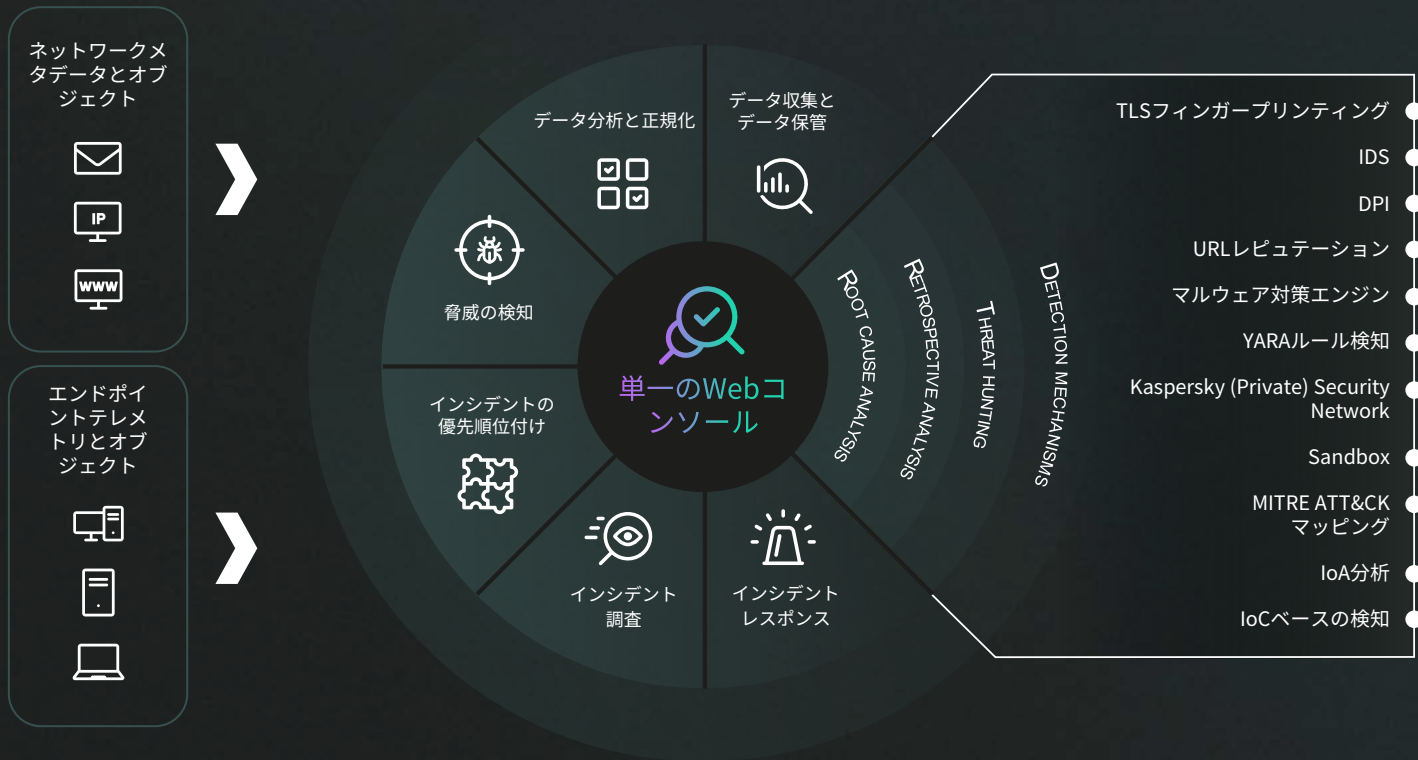 ネットワークメ
タデータとオブ
ジェクト
IP
WWW
エンドポイ
ントテレメ
トリとオブ
ジェクト
データ分析と正規化
データ収集と
データ保管
脅威の検知
インシデントの
優先順位付け
インシデント
調査
インシデント
レスポンス
単一のWebコ
ンソール
ROOT CAUSE ANALYSIS
RETROSPECTIVE ANALYSIS
THREAT HUNTING
DETECTION MECHANISMS
TLSフィンガープリンティング
IDS
DPI
URLレピュテーション
マルウェア対策エンジン
YARAルール検知
Kaspersky (Private) Security
Network
Sandbox
MITRE ATT&CK
マッピング
IoA分析
IoCベースの検知